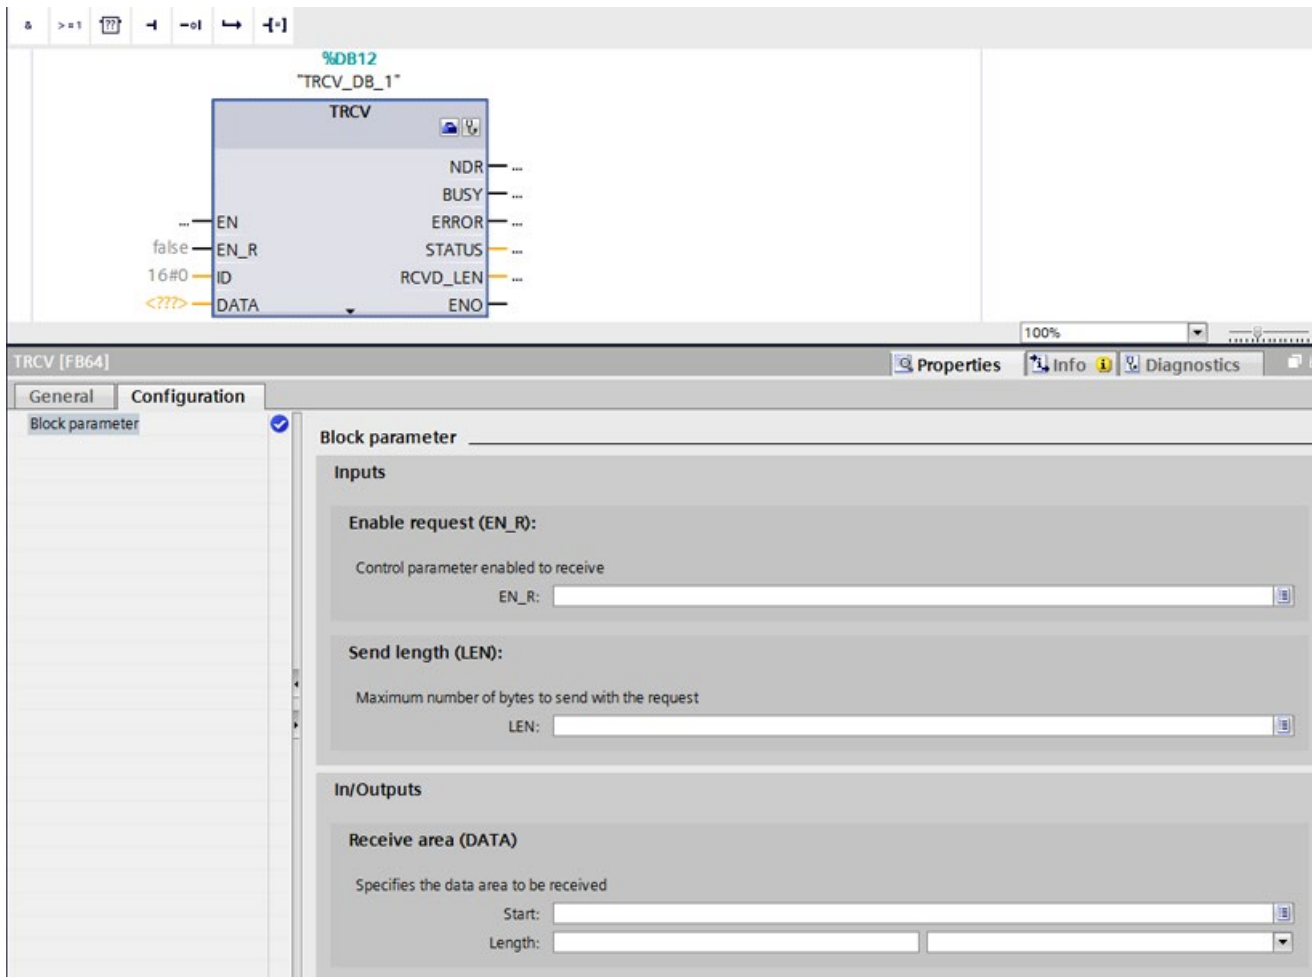 & >=1 ??
%DB12
"TRCV_DB_1"
TRCV
NDR ...
BUSY ...
... EN ERROR ...
false EN_R STATUS ...
16#0 ID RCVD_LEN ...
<???> DATA ENO
100%
TRCV [FB64] Properties Info Diagnostics
General Configuration
Block parameter
Block parameter
Inputs
Enable request (EN_R):
Control parameter enabled to receive
EN_R:
Send length (LEN):
Maximum number of bytes to send with the request
LEN:
In/Outputs
Receive area (DATA)
Specifies the data area to be received
Start:
Length: